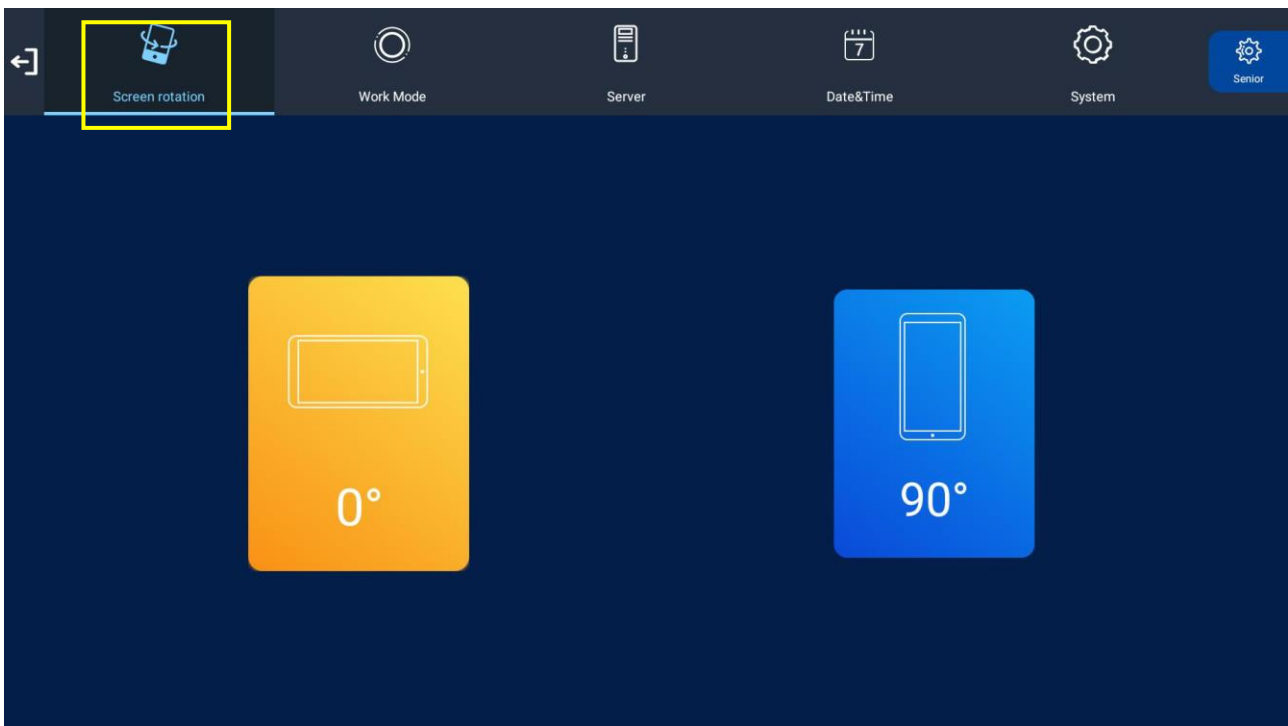 Screen rotation
Work Mode
Server
7
Date&Time
System
Senior
0°
90°